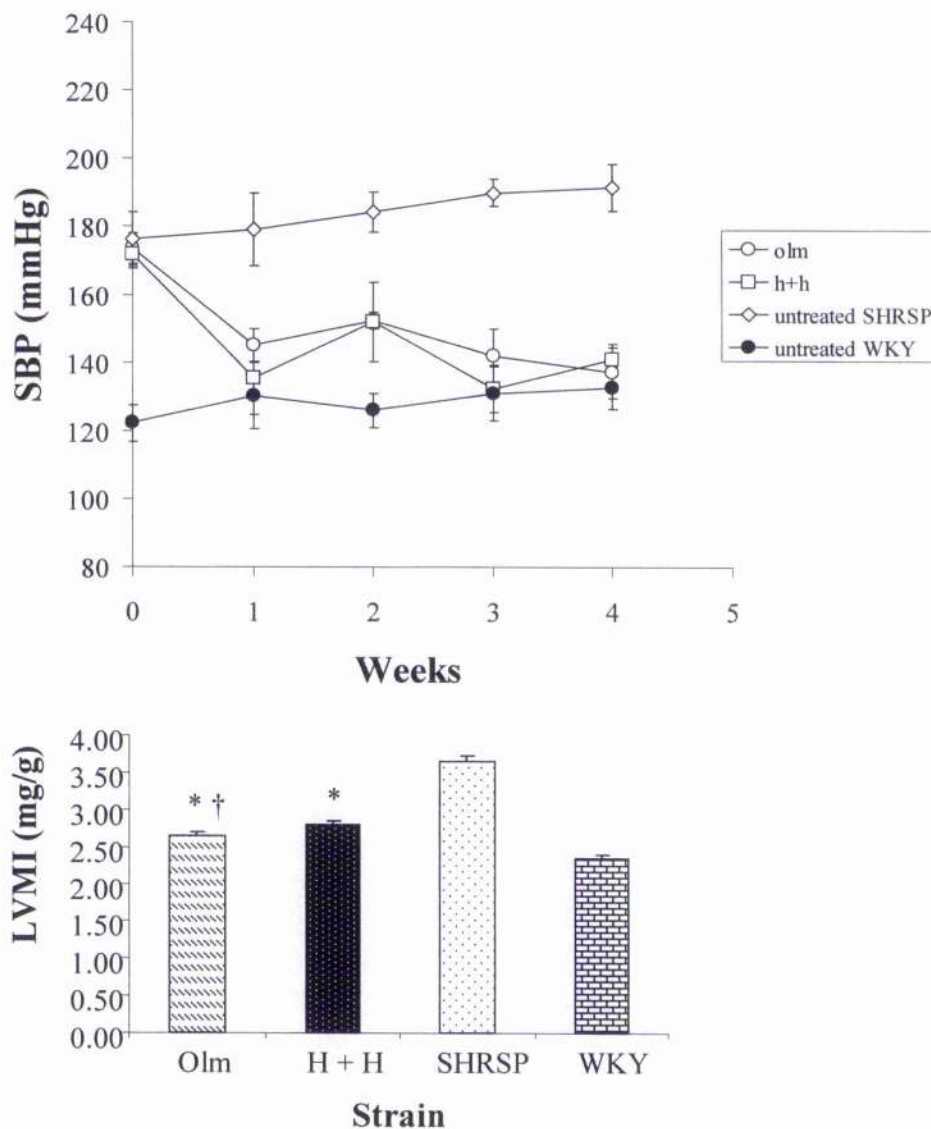 240
220
200
180
160
140
120
100
80
SBP (mmHg)
0 1 2 3 4 5
Weeks
olm
h+h
untreated SHRSP
untreated WKY
4.00
3.50
3.00
2.50
2.00
1.50
1.00
0.50
0.00
LVMI (mg/g)
* †
*
Olm H + H SHRSP WKY
Strain